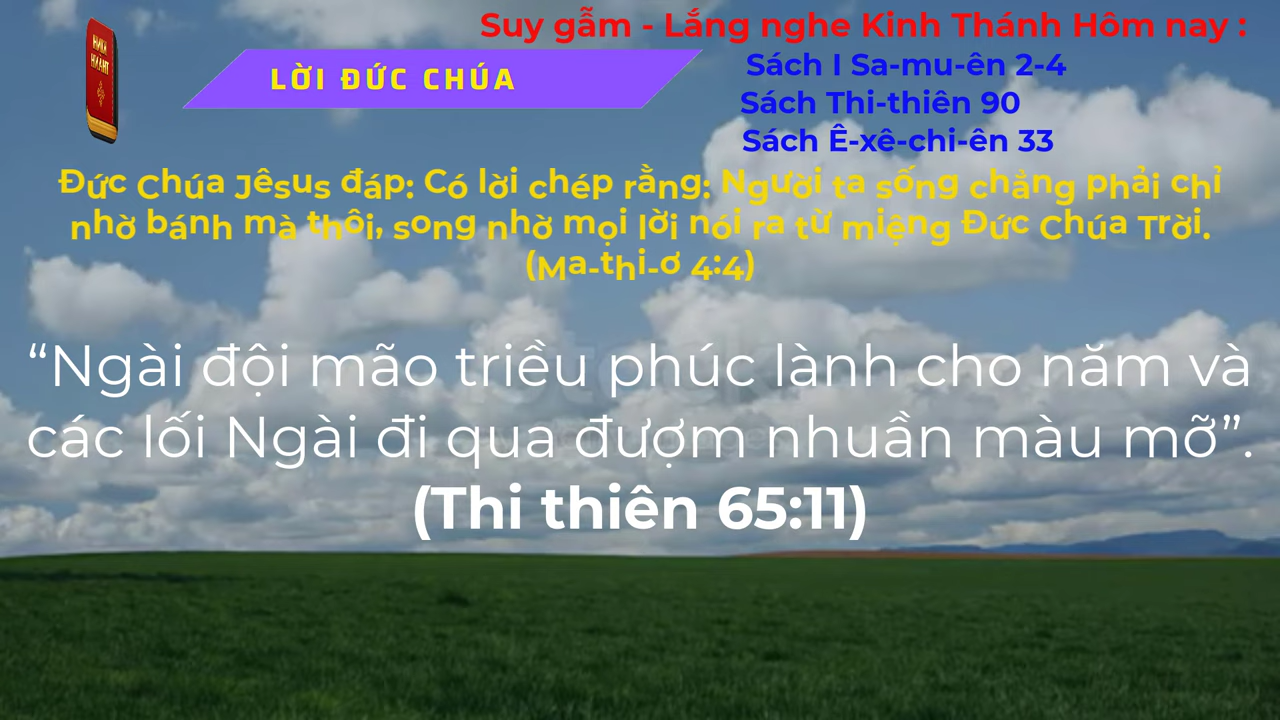 Suy gẫm - Lắng nghe Kinh Thánh Hôm nay :
LỜI ĐỨC CHÚA
Sách I Sa-mu-ên 2-4
Sách Thi-thiên 90
Sách Ê-xê-chi-ên 33
KINH
THÁNH
Đức Chúa Jêsus đáp: Có lời chép rằng: Người ta sống chẳng phải chỉ
nhờ bánh mà thôi, song nhờ mọi lời nói ra từ miệng Đức Chúa Trời.
(Ma-thi-ơ 4:4)
“Ngài đội mão triều phúc lành cho năm và
các lối Ngài đi qua đượm nhuần màu mỡ”.
(Thi thiên 65:11)